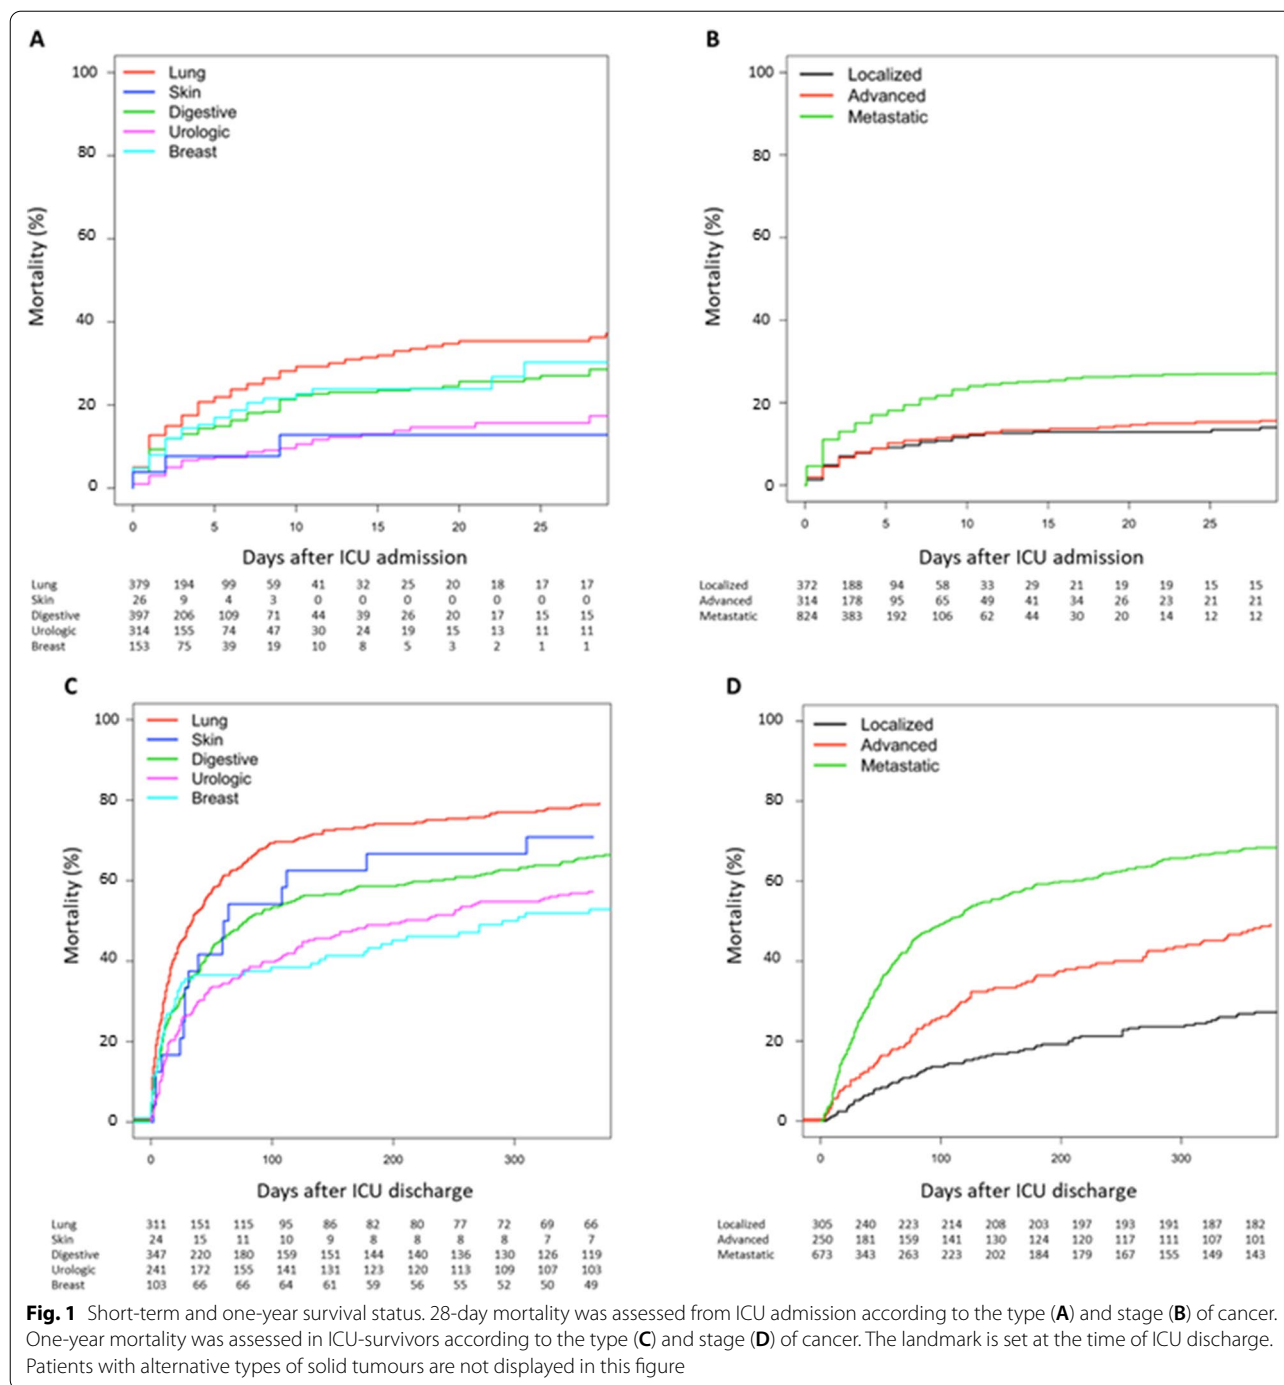 A
100
80
60
40
20
0
Mortality (%)
Lung
Skin
Digestive
Urologic
Breast
0 5 10 15 20 25
Days after ICU admission
Lung 379 194 99 59 41 32 25 20 18 17 17
Skin 26 9 4 3 0 0 0 0 0 0 0
Digestive 397 206 109 71 44 39 26 20 17 15 15
Urologic 314 155 74 47 30 24 19 15 13 11 11
Breast 153 75 39 19 10 8 5 3 2 1 1
B
100
80
60
40
20
0
Mortality (%)
Localized
Advanced
Metastatic
0 5 10 15 20 25
Days after ICU admission
Localized 372 188 94 58 33 29 21 19 19 15 15
Advanced 314 178 95 65 49 41 34 26 23 21 21
Metastatic 824 383 192 106 62 44 30 20 14 12 12
C
100
80
60
40
20
0
Mortality (%)
Lung
Skin
Digestive
Urologic
Breast
0 100 200 300
Days after ICU discharge
Lung 311 151 115 95 86 82 80 77 72 69 66
Skin 24 15 11 10 9 8 8 8 8 7 7
Digestive 347 220 180 159 151 144 140 136 130 126 119
Urologic 241 172 155 141 131 123 120 113 109 107 103
Breast 103 66 66 64 61 59 56 55 52 50 49
D
100
80
60
40
20
0
Mortality (%)
Localized
Advanced
Metastatic
0 100 200 300
Days after ICU discharge
Localized 305 240 223 214 208 203 197 193 191 187 182
Advanced 250 181 159 141 130 124 120 117 111 107 101
Metastatic 673 343 263 223 202 184 179 167 155 149 143
Fig. 1 Short-term and one-year survival status. 28-day mortality was assessed from ICU admission according to the type (A) and stage (B) of cancer.
One-year mortality was assessed in ICU-survivors according to the type (C) and stage (D) of cancer. The landmark is set at the time of ICU discharge.
Patients with alternative types of solid tumours are not displayed in this figure